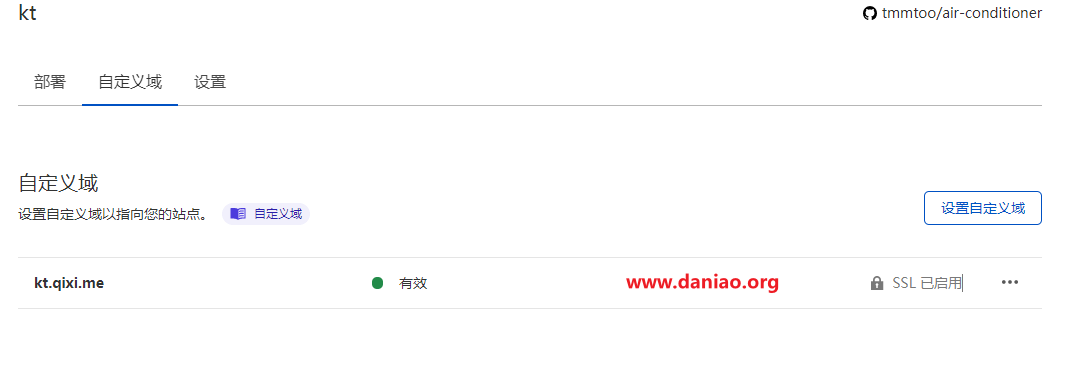 kt
tmmtoo/air-conditioner
部署 自定义域 设置
自定义域
设置自定义域以指向您的站点。 自定义域
设置自定义域
kt.qixi.me 有效 www.daniao.org SSL 已启用